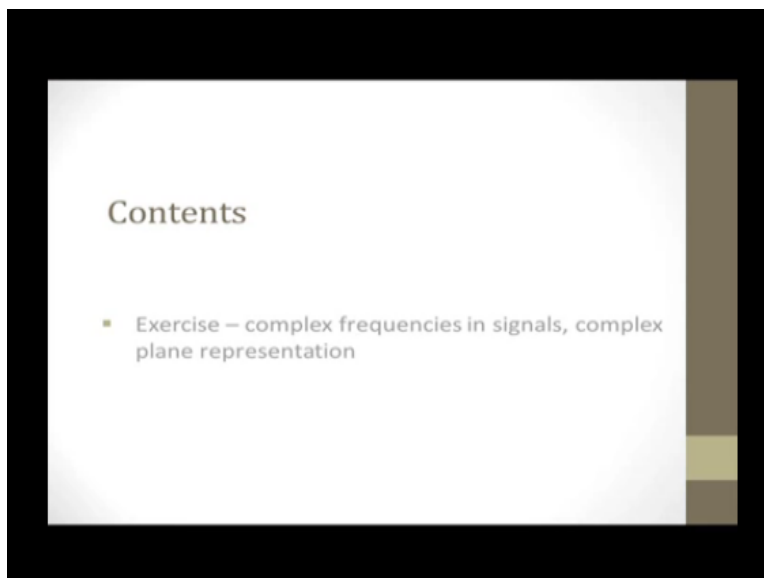 Contents
Exercise – complex frequencies in signals, complex
plane representation